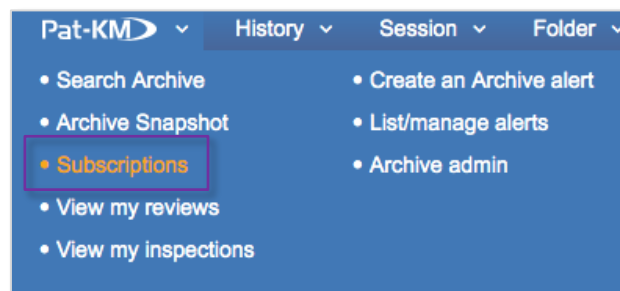 Pat-KM History Session Folder
• Search Archive • Create an Archive alert
• Archive Snapshot • List/manage alerts
• Subscriptions • Archive admin
• View my reviews
• View my inspections